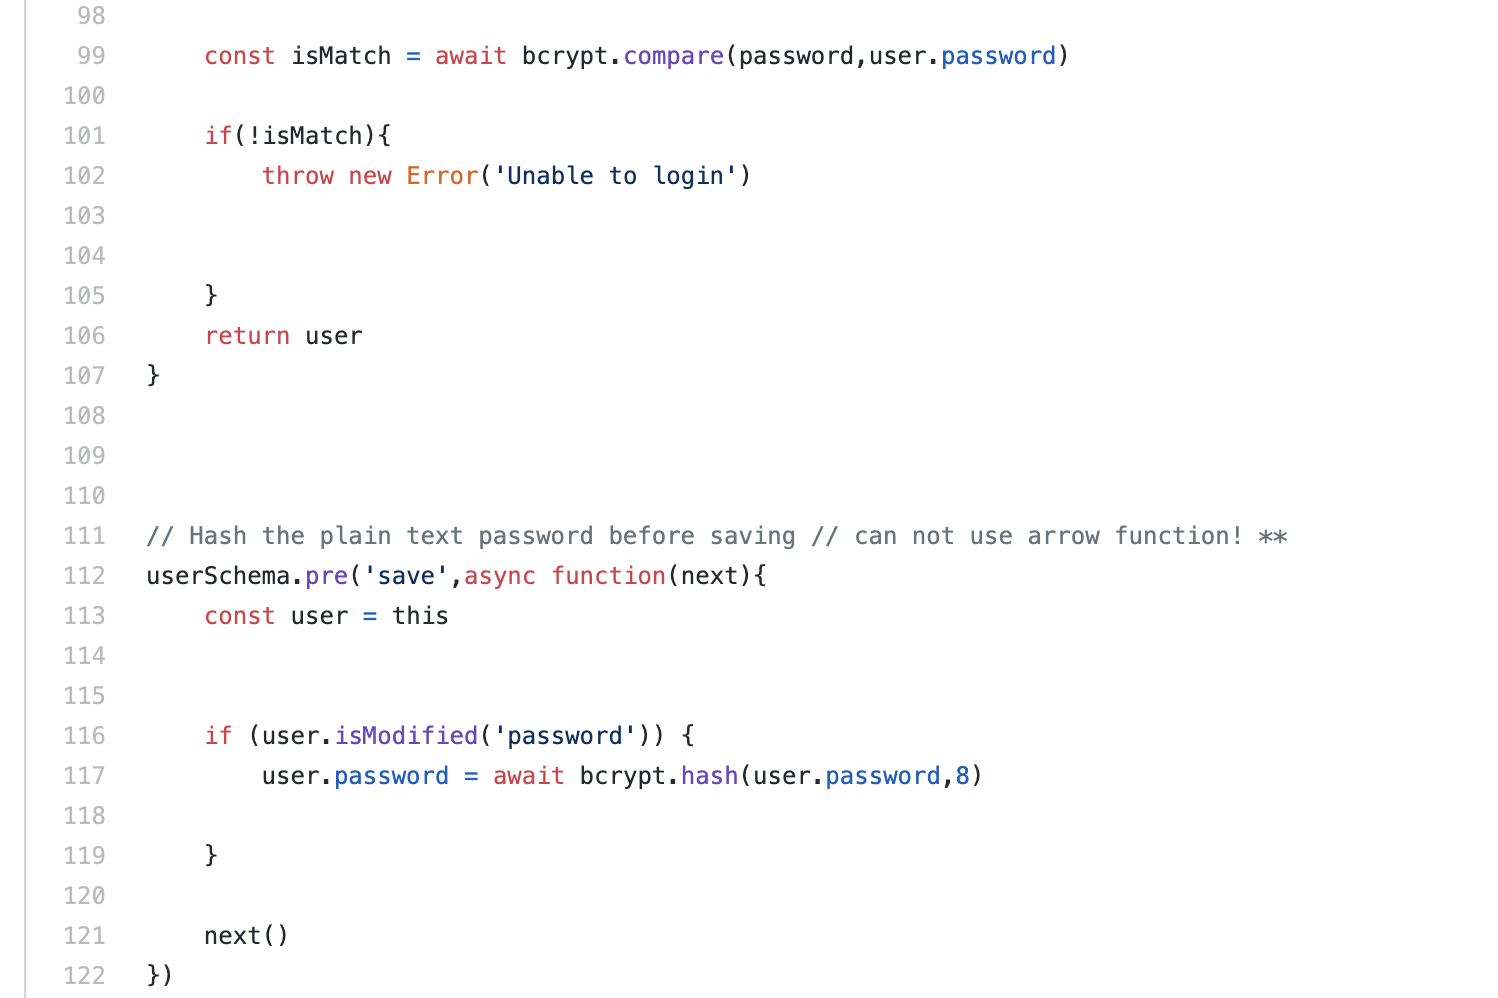 98
99 const isMatch = await bcrypt.compare(password,user.password)
100
101 if(!isMatch){
102 throw new Error('Unable to login')
103
104
105 }
106 return user
107 }
108
109
110
111 // Hash the plain text password before saving // can not use arrow function! **
112 userSchema.pre('save',async function(next){
113 const user = this
114
115
116 if (user.isModified('password')) {
117 user.password = await bcrypt.hash(user.password,8)
118
119 }
120
121 next()
122 })